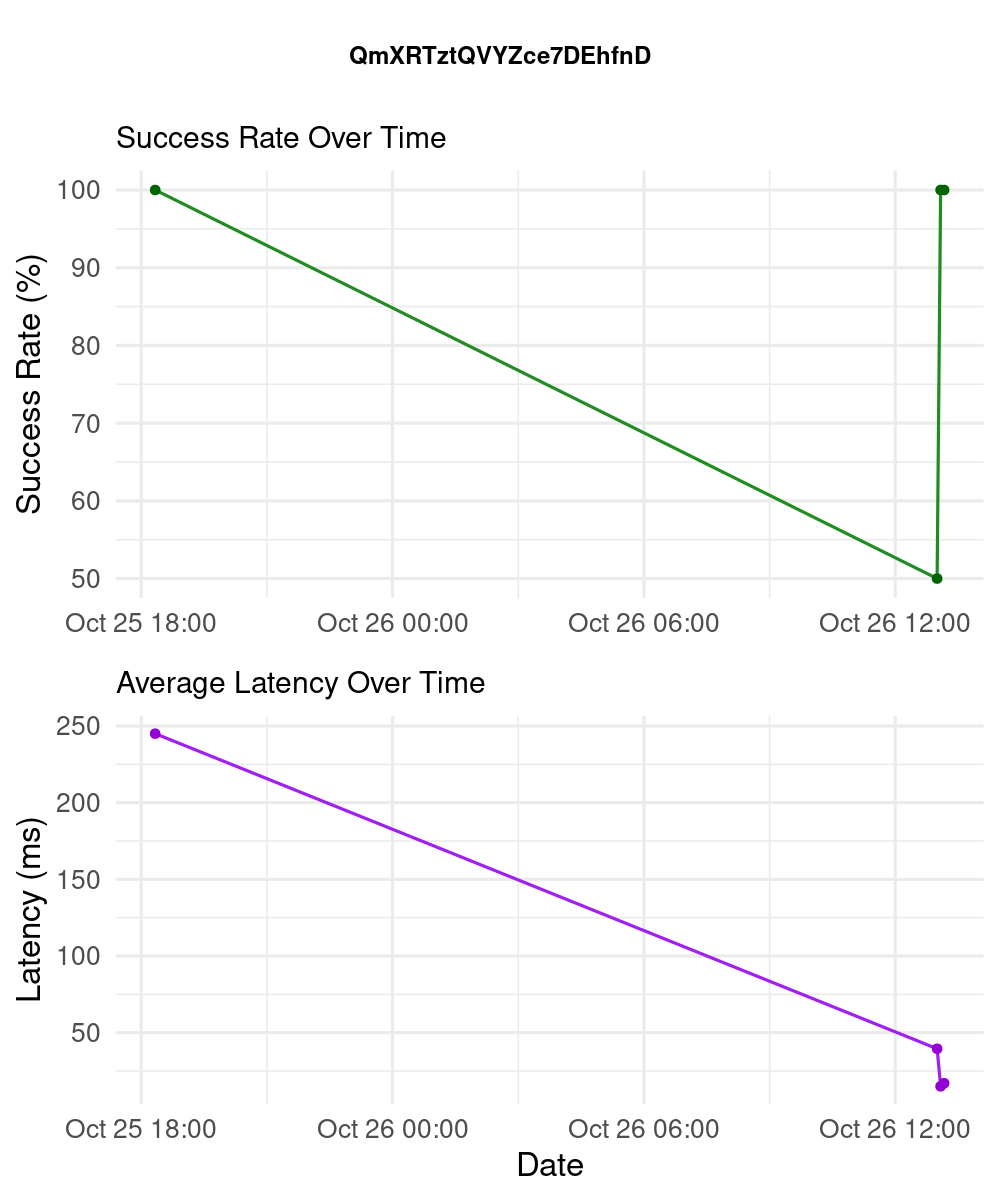 QmXRTztQVYZce7DEhfnD
Success Rate Over Time
Success Rate (%)
100
90
80
70
60
50
Oct 25 18:00 Oct 26 00:00 Oct 26 06:00 Oct 26 12:00
Average Latency Over Time
Latency (ms)
250
200
150
100
50
Oct 25 18:00 Oct 26 00:00 Oct 26 06:00 Oct 26 12:00
Date